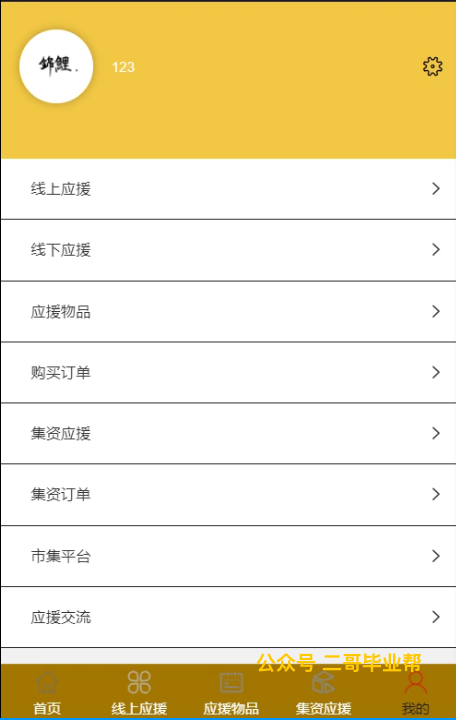 錦鯉.
123
线上应援
线下应援
应援物品
购买订单
集资应援
集资订单
市集平台
应援交流
公众号 二哥毕业帮
首页
线上应援
应援物品
集资应援
我的